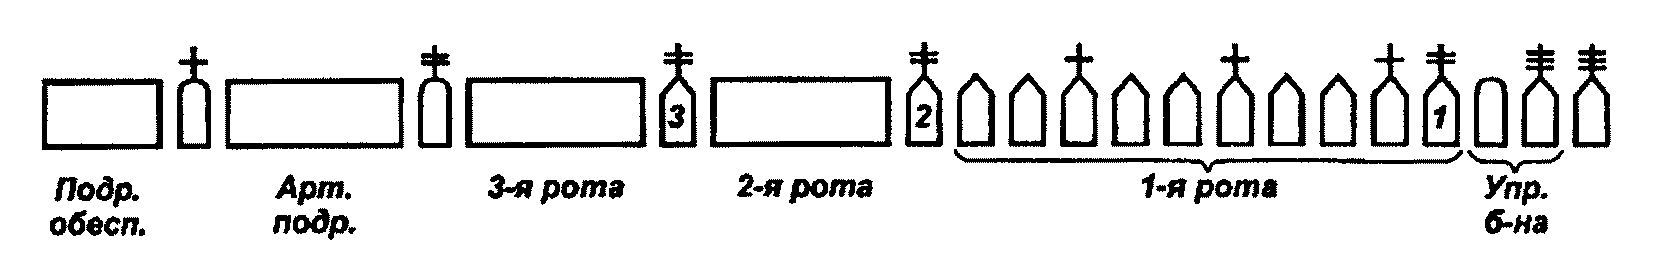 3 2 1
Подр. обесп.
Арт. подр.
3-я рота
2-я рота
1-я рота
Упр. б-на